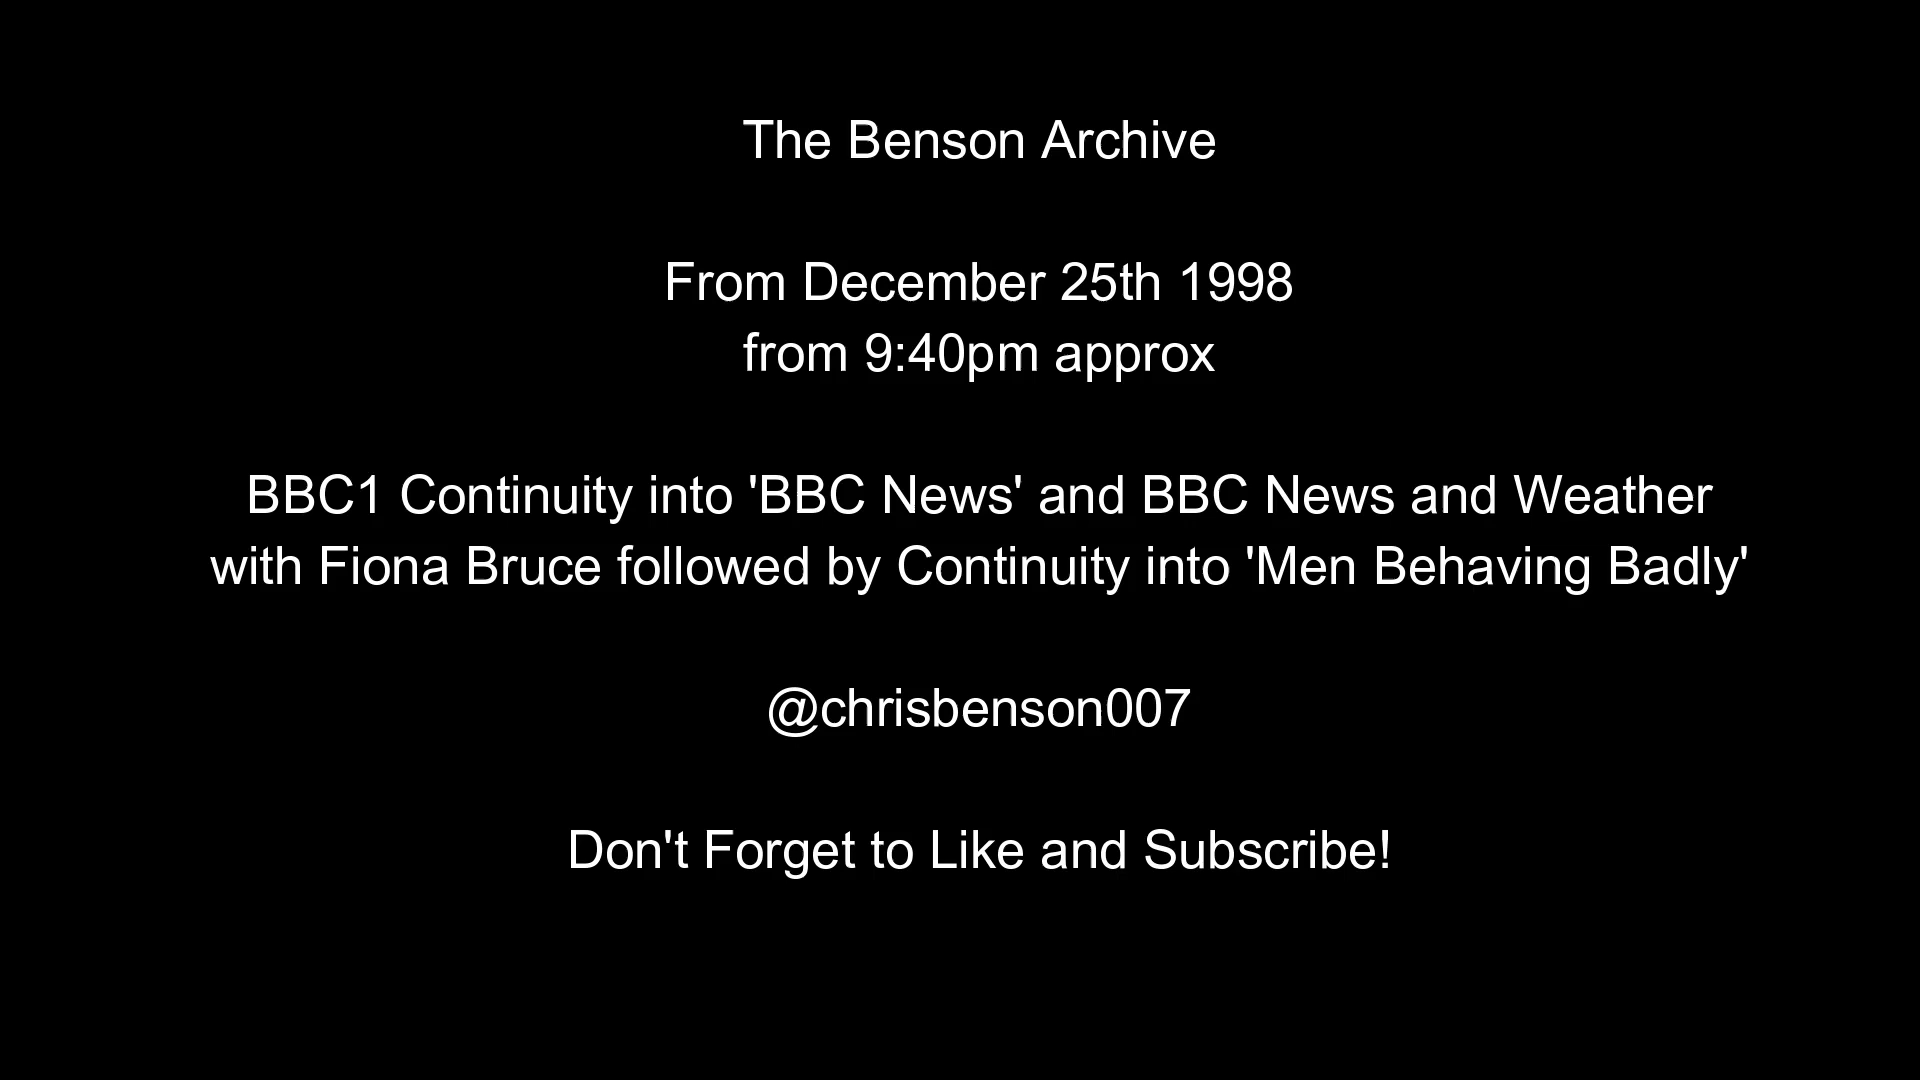 The Benson Archive
From December 25th 1998
from 9:40pm approx
BBC1 Continuity into 'BBC News' and BBC News and Weather
with Fiona Bruce followed by Continuity into 'Men Behaving Badly'
@chrisbenson007
Don't Forget to Like and Subscribe!